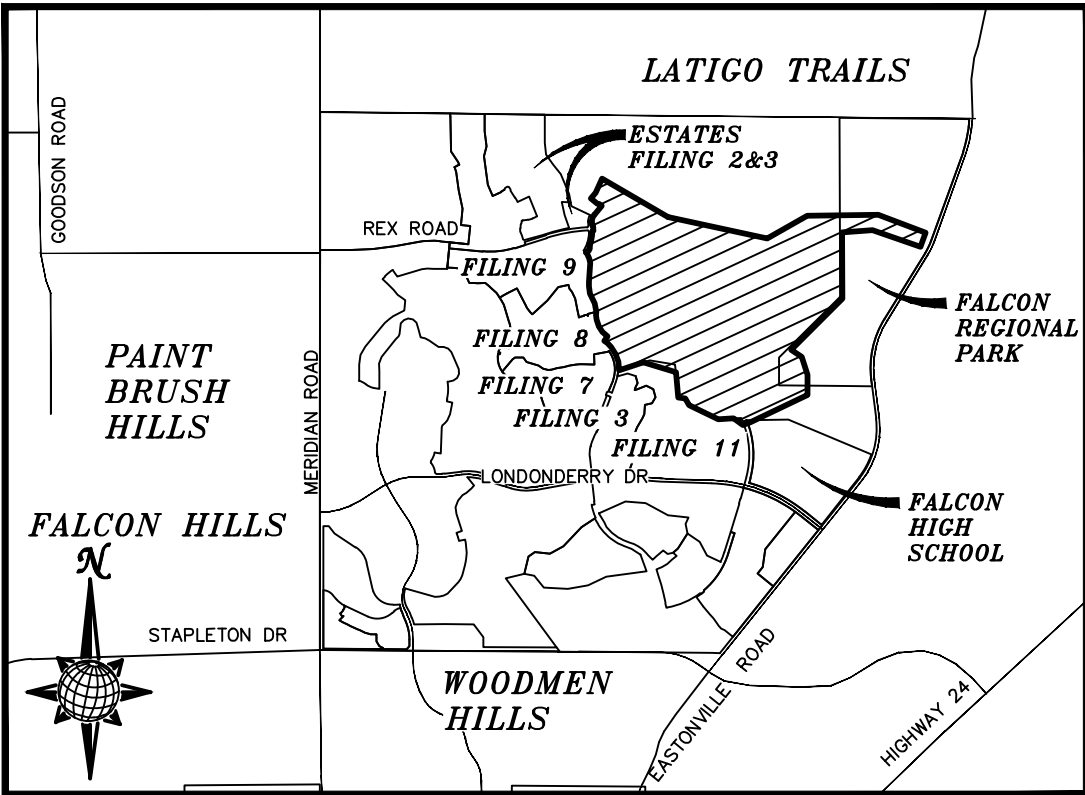 LATIGO TRAILS
GOODSON ROAD
ESTATES
FILING 2&3
REX ROAD
FILING 9
FALCON
REGIONAL
PARK
FILING 8
PAINT
BRUSH
HILLS
MERIDIAN ROAD
FILING 7
FILING 3
FILING 11
LONDONDERRY DR
FALCON
HIGH
SCHOOL
FALCON HILLS
N
STAPLETON DR
WOODMEN
HILLS
EASTONVILLE ROAD
HIGHWAY 24